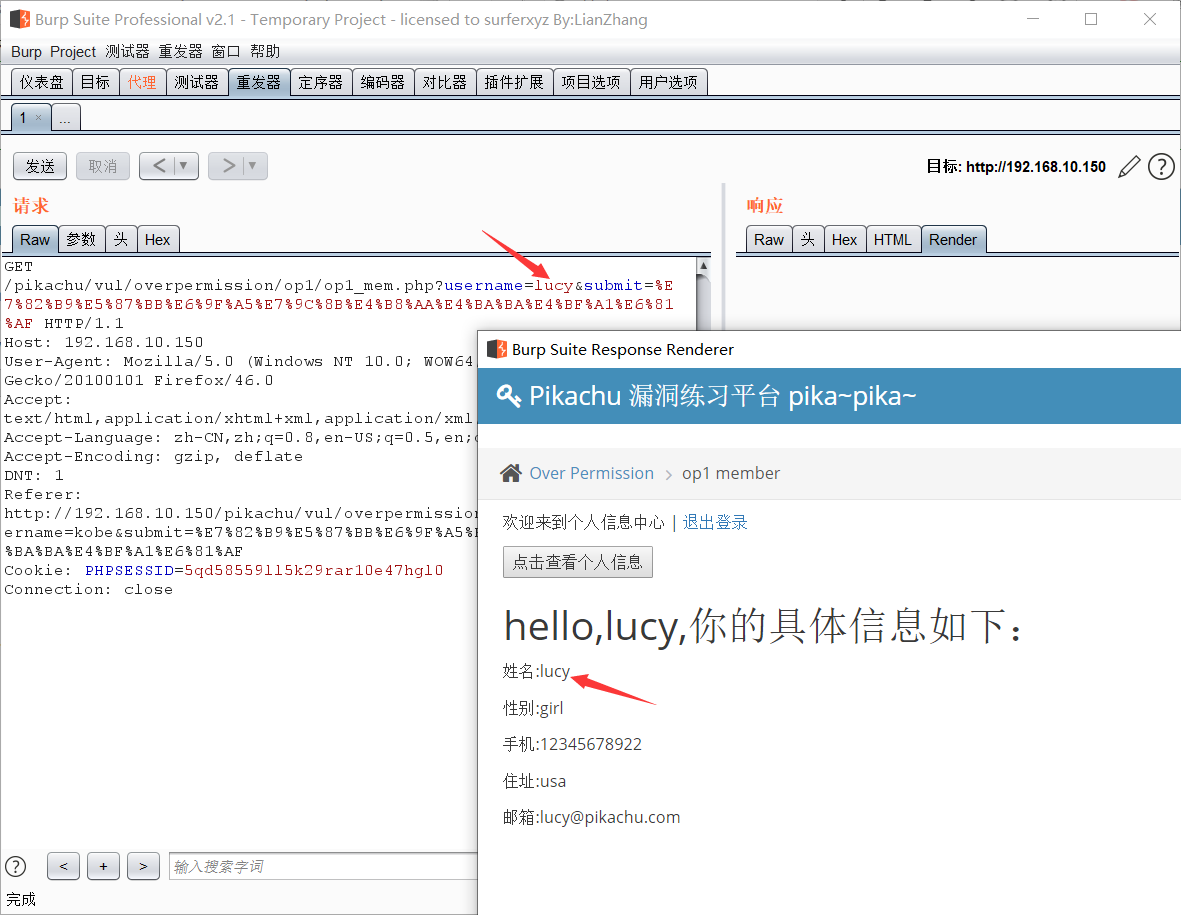 Burp Suite Professional v2.1 - Temporary Project - licensed to surferxyz By:LianZhang
Burp Project 测试器 重发器 窗口 帮助
仪表盘 目标 代理 测试器 重发器 定序器 编码器 对比器 插件扩展 项目选项 用户选项
1 × ...
发送 取消 < ▼ > ▼ 目标: http://192.168.10.150 ?
请求
Raw 参数 头 Hex
GET
/pikachu/vul/overpermission/op1/op1_mem.php?username=lucy&submit=%E
7%82%B9%E5%87%BB%E6%9F%A5%E7%9C%8B%E4%B8%AA%E4%BA%BA%E4%BF%A1%E6%81
%AF HTTP/1.1
Host: 192.168.10.150
User-Agent: Mozilla/5.0 (Windows NT 10.0; WOW64
Gecko/20100101 Firefox/46.0
Accept:
text/html,application/xhtml+xml,application/xml
Accept-Language: zh-CN,zh;q=0.8,en-US;q=0.5,en;
Accept-Encoding: gzip, deflate
DNT: 1
Referer:
http://192.168.10.150/pikachu/vul/overpermission
ername=kobe&submit=%E7%82%B9%E5%87%BB%E6%9F%A5%
%BA%BA%E4%BF%A1%E6%81%AF
Cookie: PHPSESSID=5qd58559ll5k29rar10e47hgl0
Connection: close
响应
Raw 头 Hex HTML Render
Burp Suite Response Renderer
Pikachu 漏洞练习平台 pika~pika~
Over Permission > op1 member
欢迎来到个人信息中心 | 退出登录
点击查看个人信息
hello,lucy,你的具体信息如下：
姓名:lucy
性别:girl
手机:12345678922
住址:usa
邮箱:lucy@pikachu.com
? < + > 输入搜索字词
完成